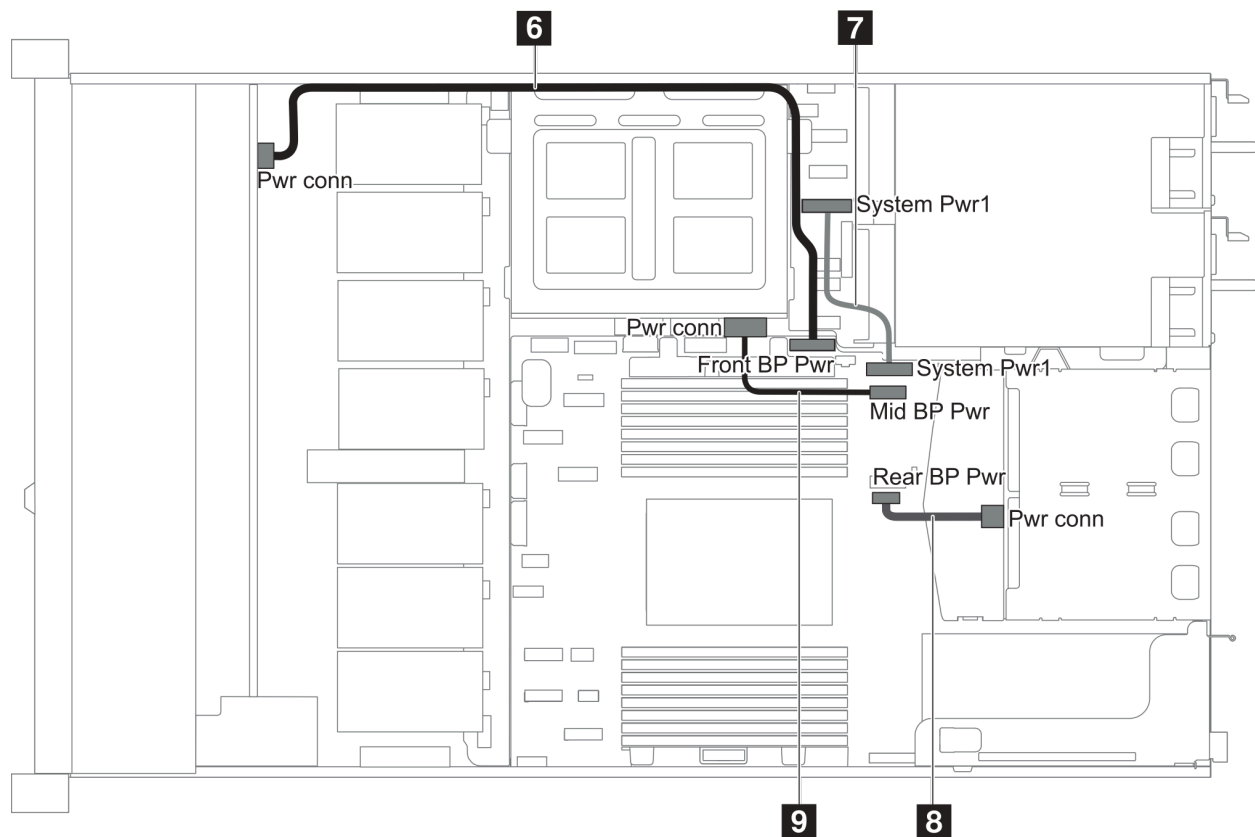 6
7
Pwr conn
System Pwr1
Pwr conn
Front BP Pwr
System Pwr1
Mid BP Pwr
Rear BP Pwr
Pwr conn
9
8